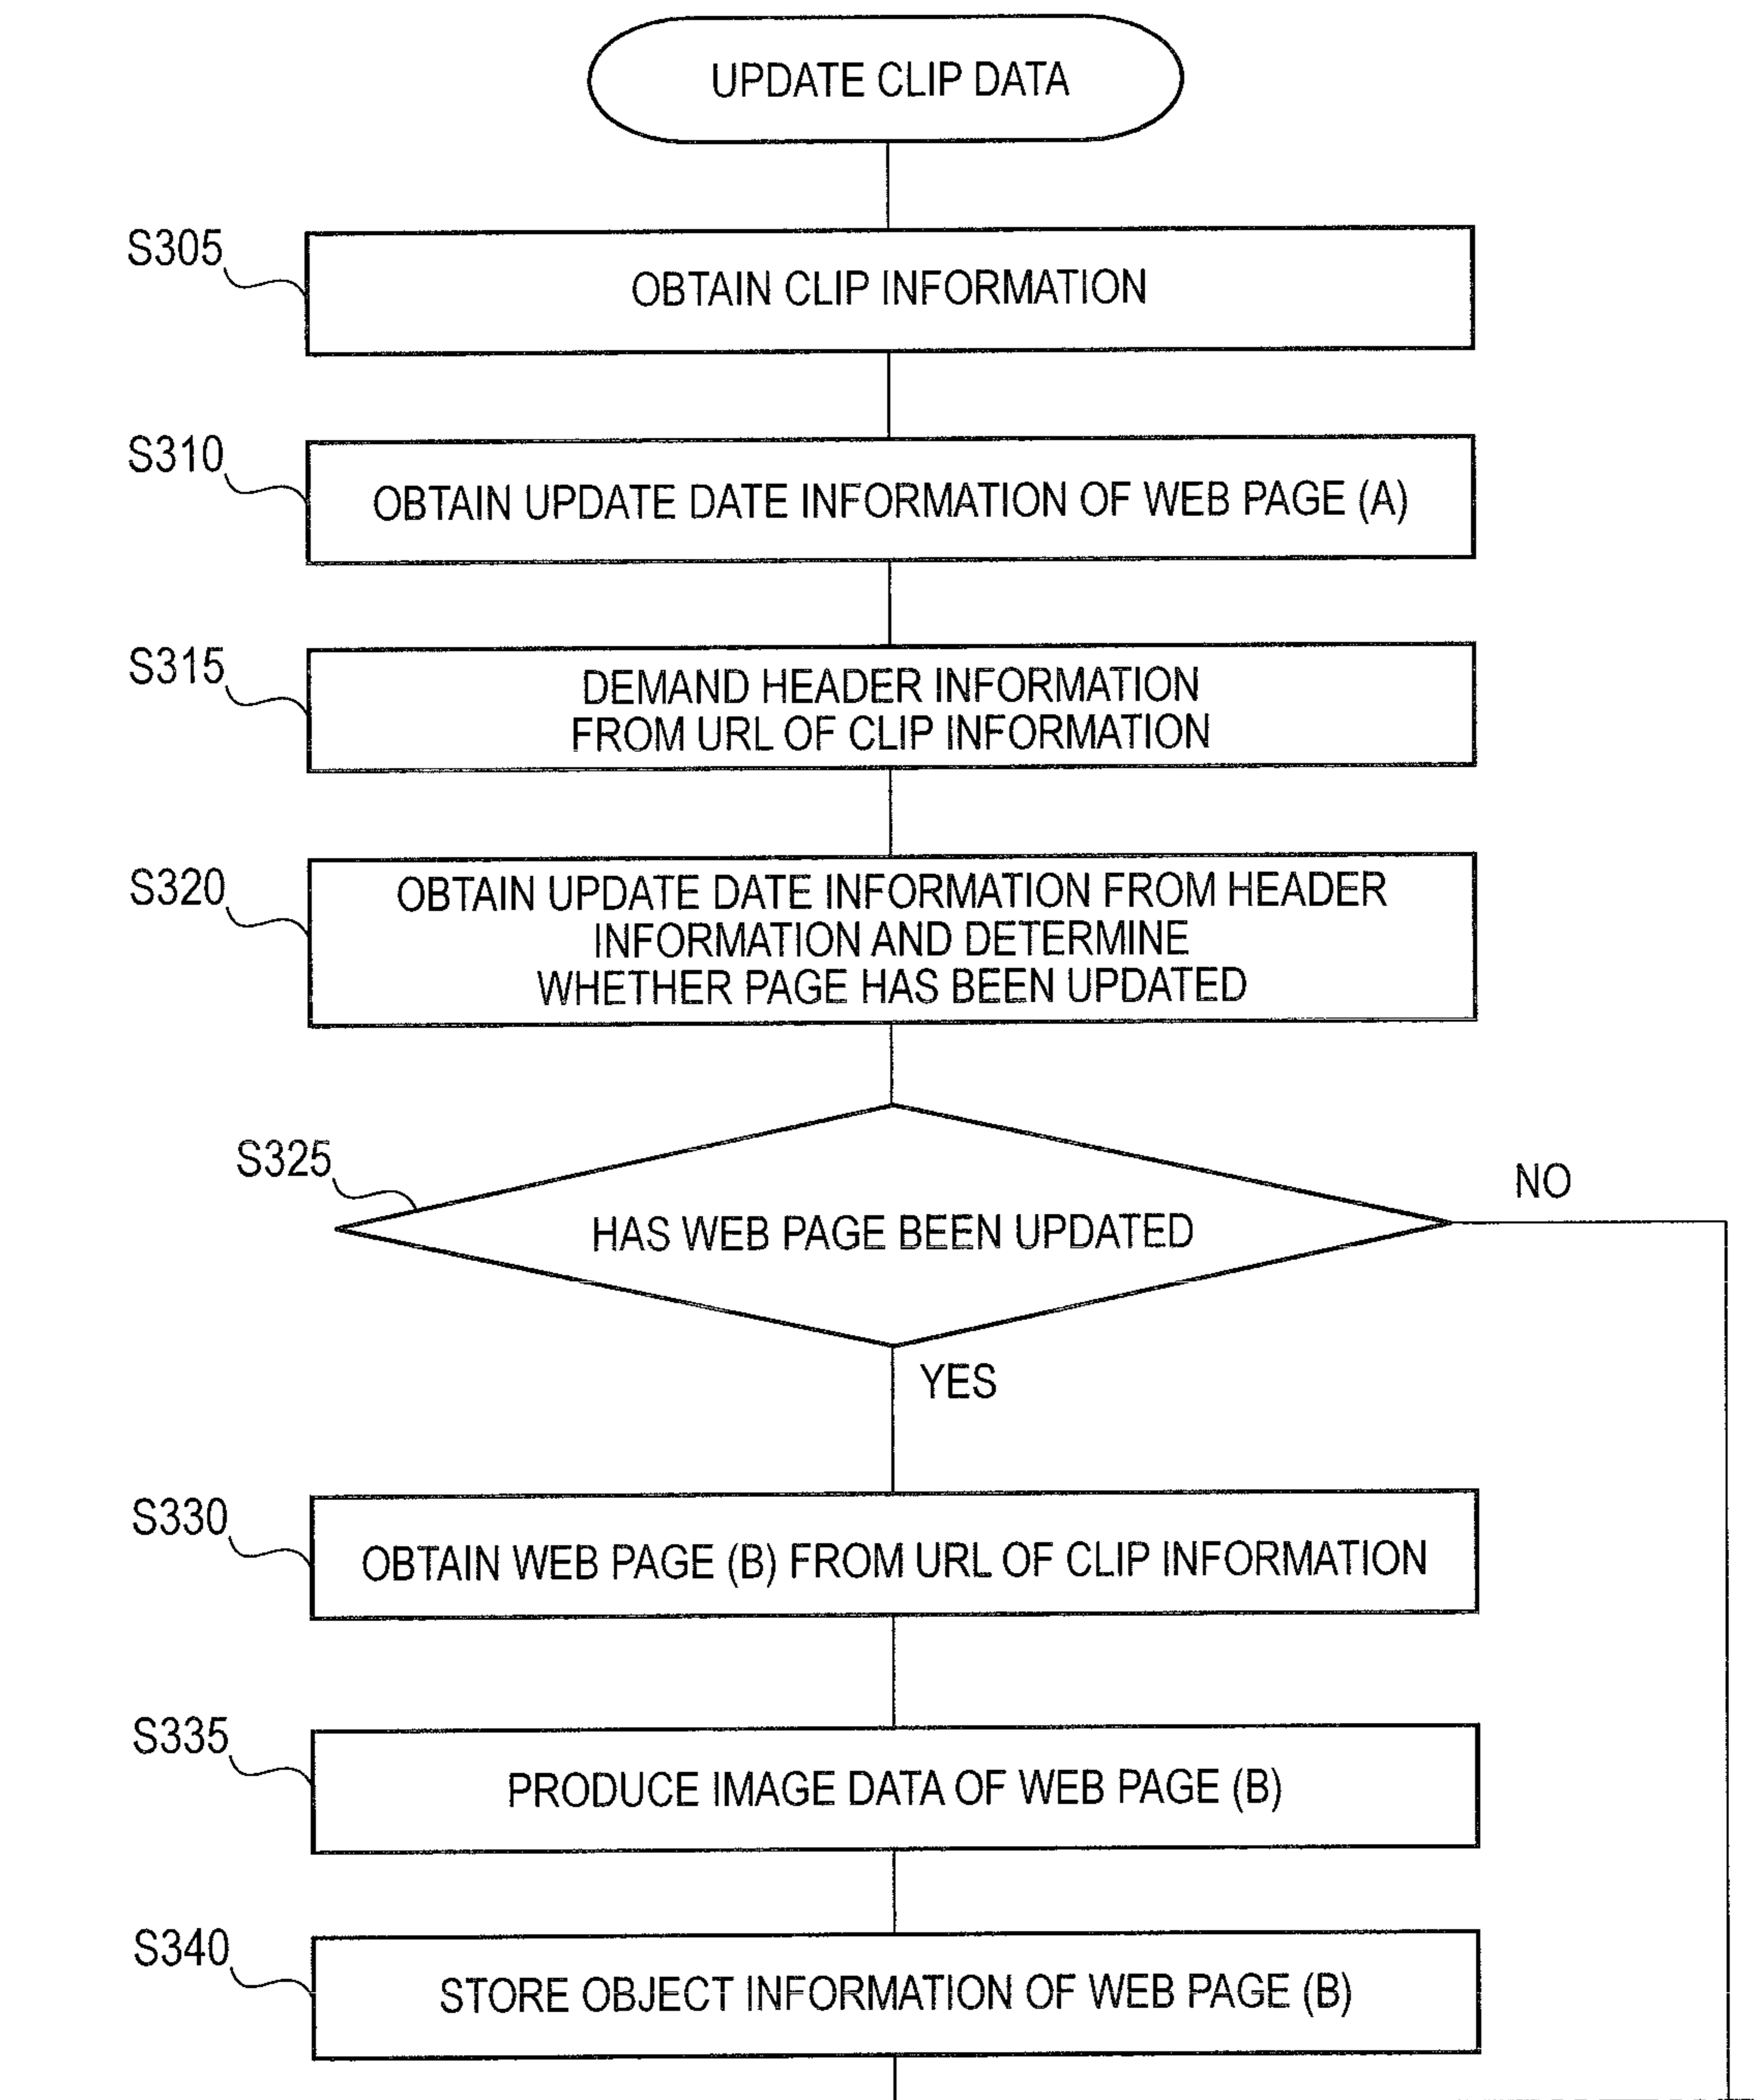 UPDATE CLIP DATA
S305
OBTAIN CLIP INFORMATION
S310
OBTAIN UPDATE DATE INFORMATION OF WEB PAGE (A)
S315
DEMAND HEADER INFORMATION
FROM URL OF CLIP INFORMATION
S320
OBTAIN UPDATE DATE INFORMATION FROM HEADER
INFORMATION AND DETERMINE
WHETHER PAGE HAS BEEN UPDATED
S325
HAS WEB PAGE BEEN UPDATED
NO
YES
S330
OBTAIN WEB PAGE (B) FROM URL OF CLIP INFORMATION
S335
PRODUCE IMAGE DATA OF WEB PAGE (B)
S340
STORE OBJECT INFORMATION OF WEB PAGE (B)